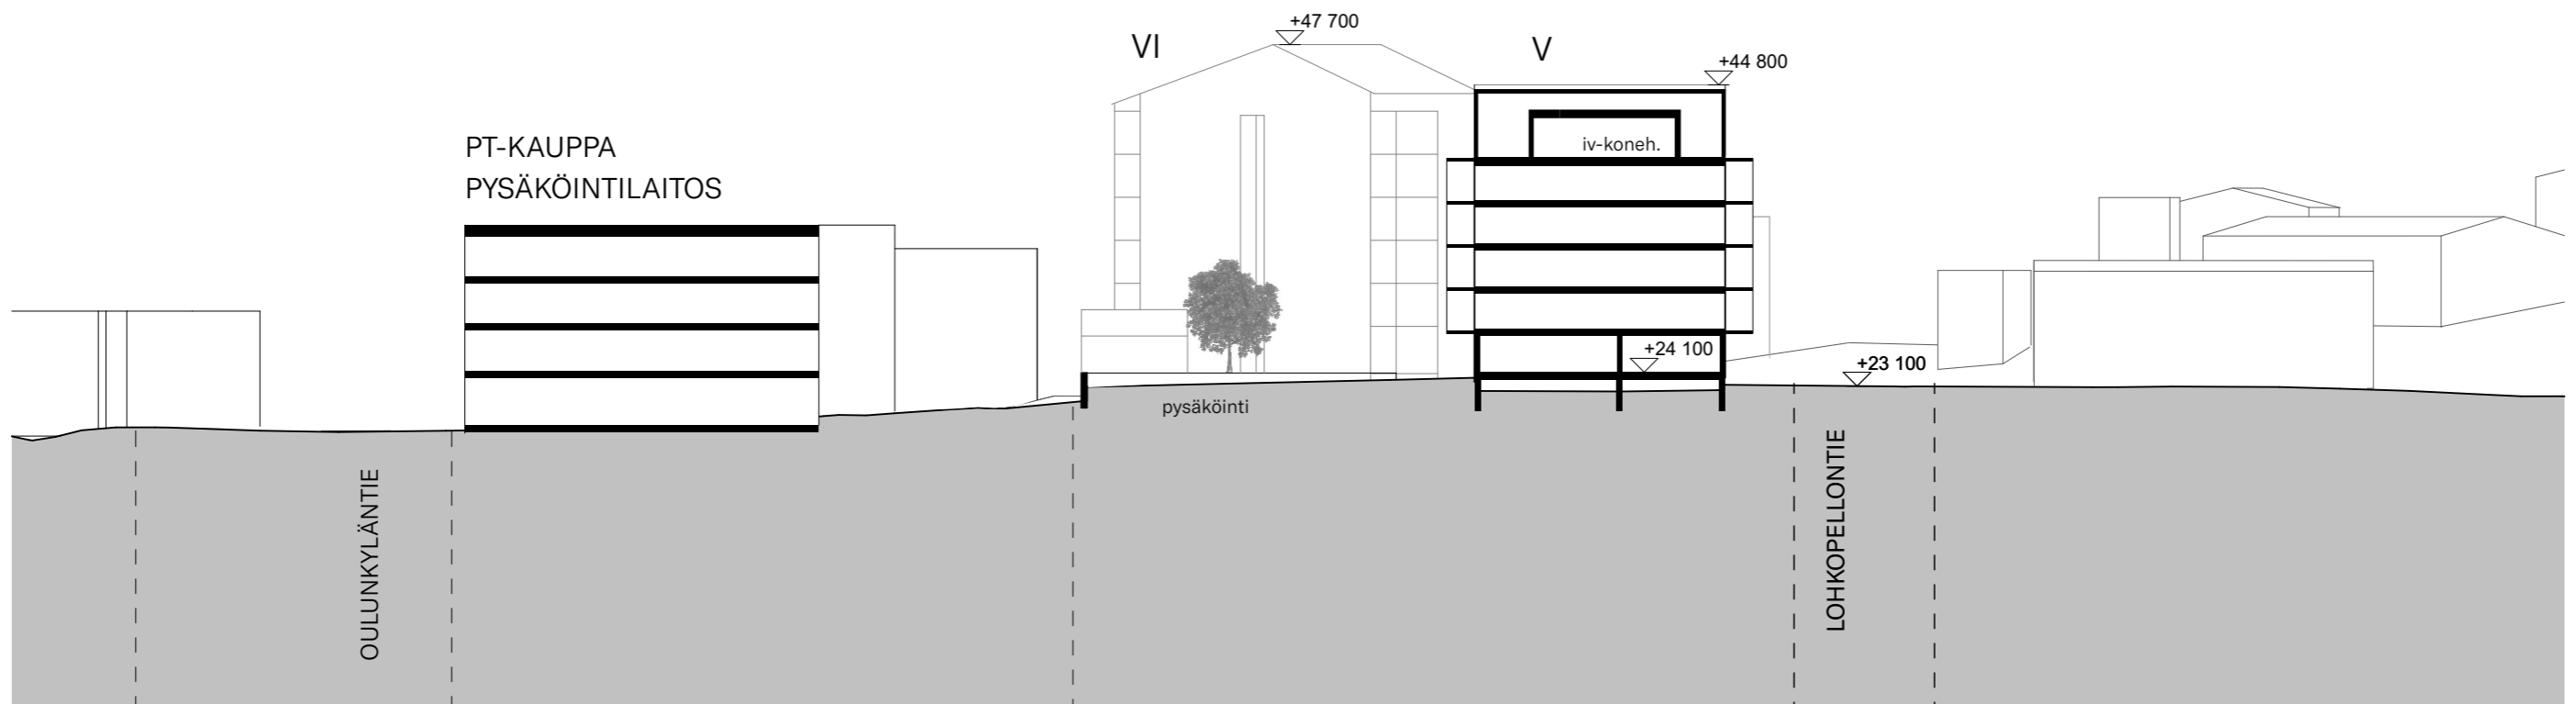 +47 700
VI
V
+44 800
PT-KAUPPA
PYSÄKÖINTILAITOS
iv-koneh.
+24 100
+23 100
pysäköinti
OULUNKYLÄNTIE
LOHKOPELLONTIE